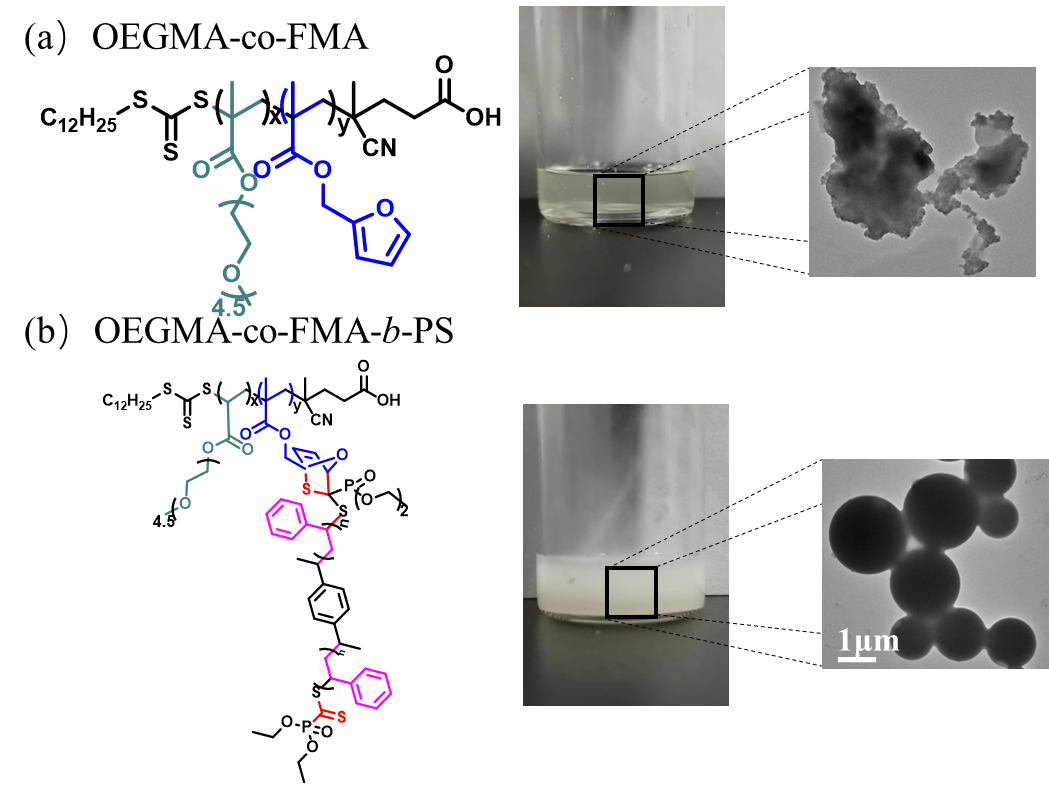 (a）OEGMA-co-FMA
C12H25
S
S
S
(
)
x
(
)
y
CN
O
OH
O
O
O
O
O
(
O
)
4.5
(b）OEGMA-co-FMA-b-PS
C12H25
S
S
S
(
)
x
(
)
y
CN
O
OH
O
O
O
O
O
4.5
O
S
P
O
(
O
)
2
S
n
1μm
S
S
O
P
O
O